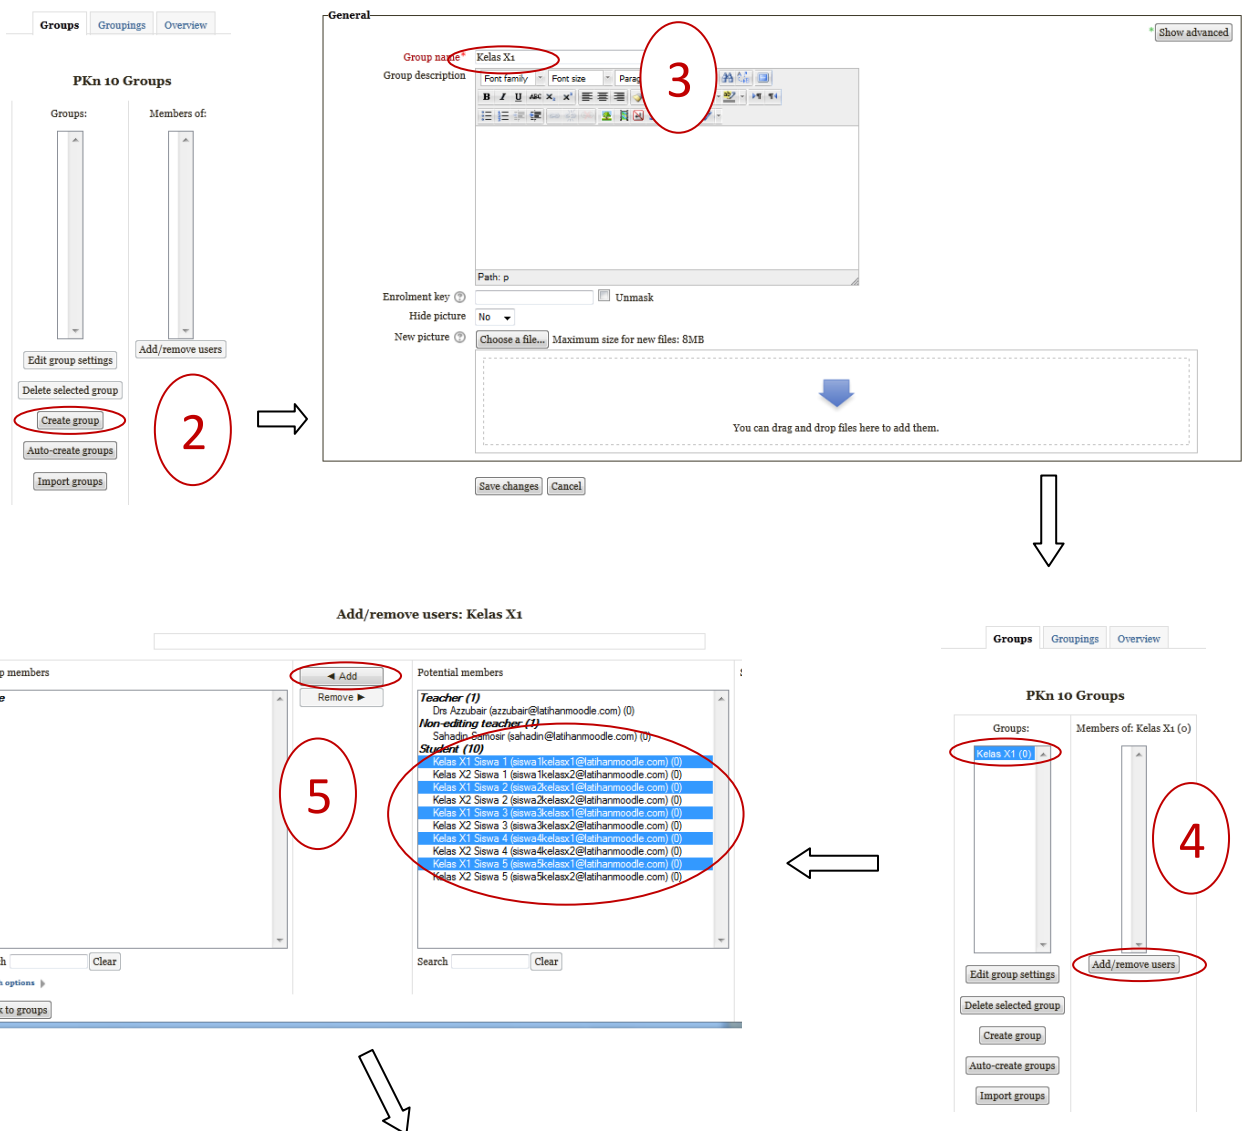 Groups Groupings Overview
PKn 10 Groups
Groups: Members of:
Add/remove users
Edit group settings
Delete selected group
Create group
Auto-create groups
Import groups
2
General
* Show advanced
Group name* Kelas X1
3
Group description
Font family Font size Parag
B I U ABC
Path: p
Enrolment key Unmask
Hide picture No
New picture Choose a file... Maximum size for new files: 8MB
You can drag and drop files here to add them.
Save changes Cancel
Groups Groupings Overview
PKn 10 Groups
Groups: Members of: Kelas X1 (0)
Kelas X1 (0)
4
Add/remove users
Edit group settings
Delete selected group
Create group
Auto-create groups
Import groups
Add/remove users: Kelas X1
p members
e
◄ Add
Remove ►
5
Potential members
Teacher (1)
Drs Azzubair (azzubair@latihanmoodle.com) (0)
Non-editing teacher (1)
Sahadin Samosir (sahadin@latihanmoodle.com) (0)
Student (10)
Kelas X1 Siswa 1 (siswa1kelasx1@latihanmoodle.com) (0)
Kelas X2 Siswa 1 (siswa1kelasx2@latihanmoodle.com) (0)
Kelas X1 Siswa 2 (siswa2kelasx1@latihanmoodle.com) (0)
Kelas X2 Siswa 2 (siswa2kelasx2@latihanmoodle.com) (0)
Kelas X1 Siswa 3 (siswa3kelasx1@latihanmoodle.com) (0)
Kelas X2 Siswa 3 (siswa3kelasx2@latihanmoodle.com) (0)
Kelas X1 Siswa 4 (siswa4kelasx1@latihanmoodle.com) (0)
Kelas X2 Siswa 4 (siswa4kelasx2@latihanmoodle.com) (0)
Kelas X1 Siswa 5 (siswa5kelasx1@latihanmoodle.com) (0)
Kelas X2 Siswa 5 (siswa5kelasx2@latihanmoodle.com) (0)
h Clear
Search Clear
n options
k to groups